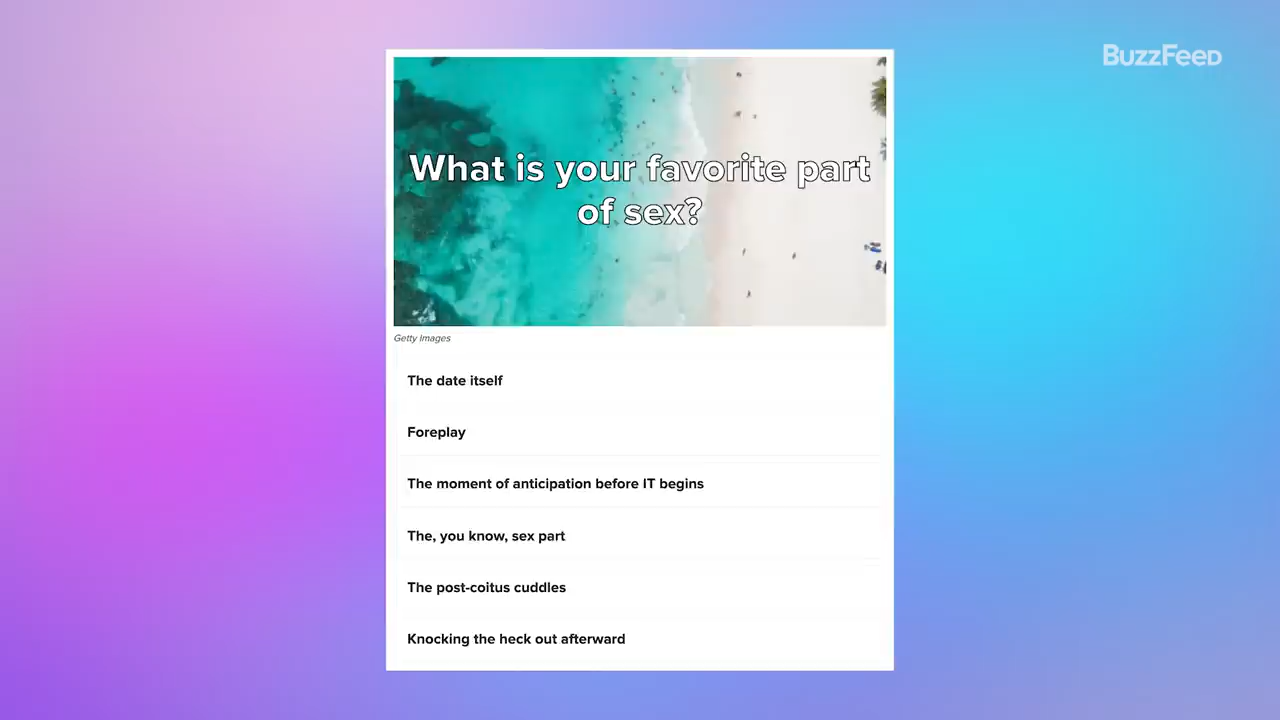 BuzzFeed
What is your favorite part
of sex?
Getty Images
The date itself
Foreplay
The moment of anticipation before IT begins
The, you know, sex part
The post-coitus cuddles
Knocking the heck out afterward